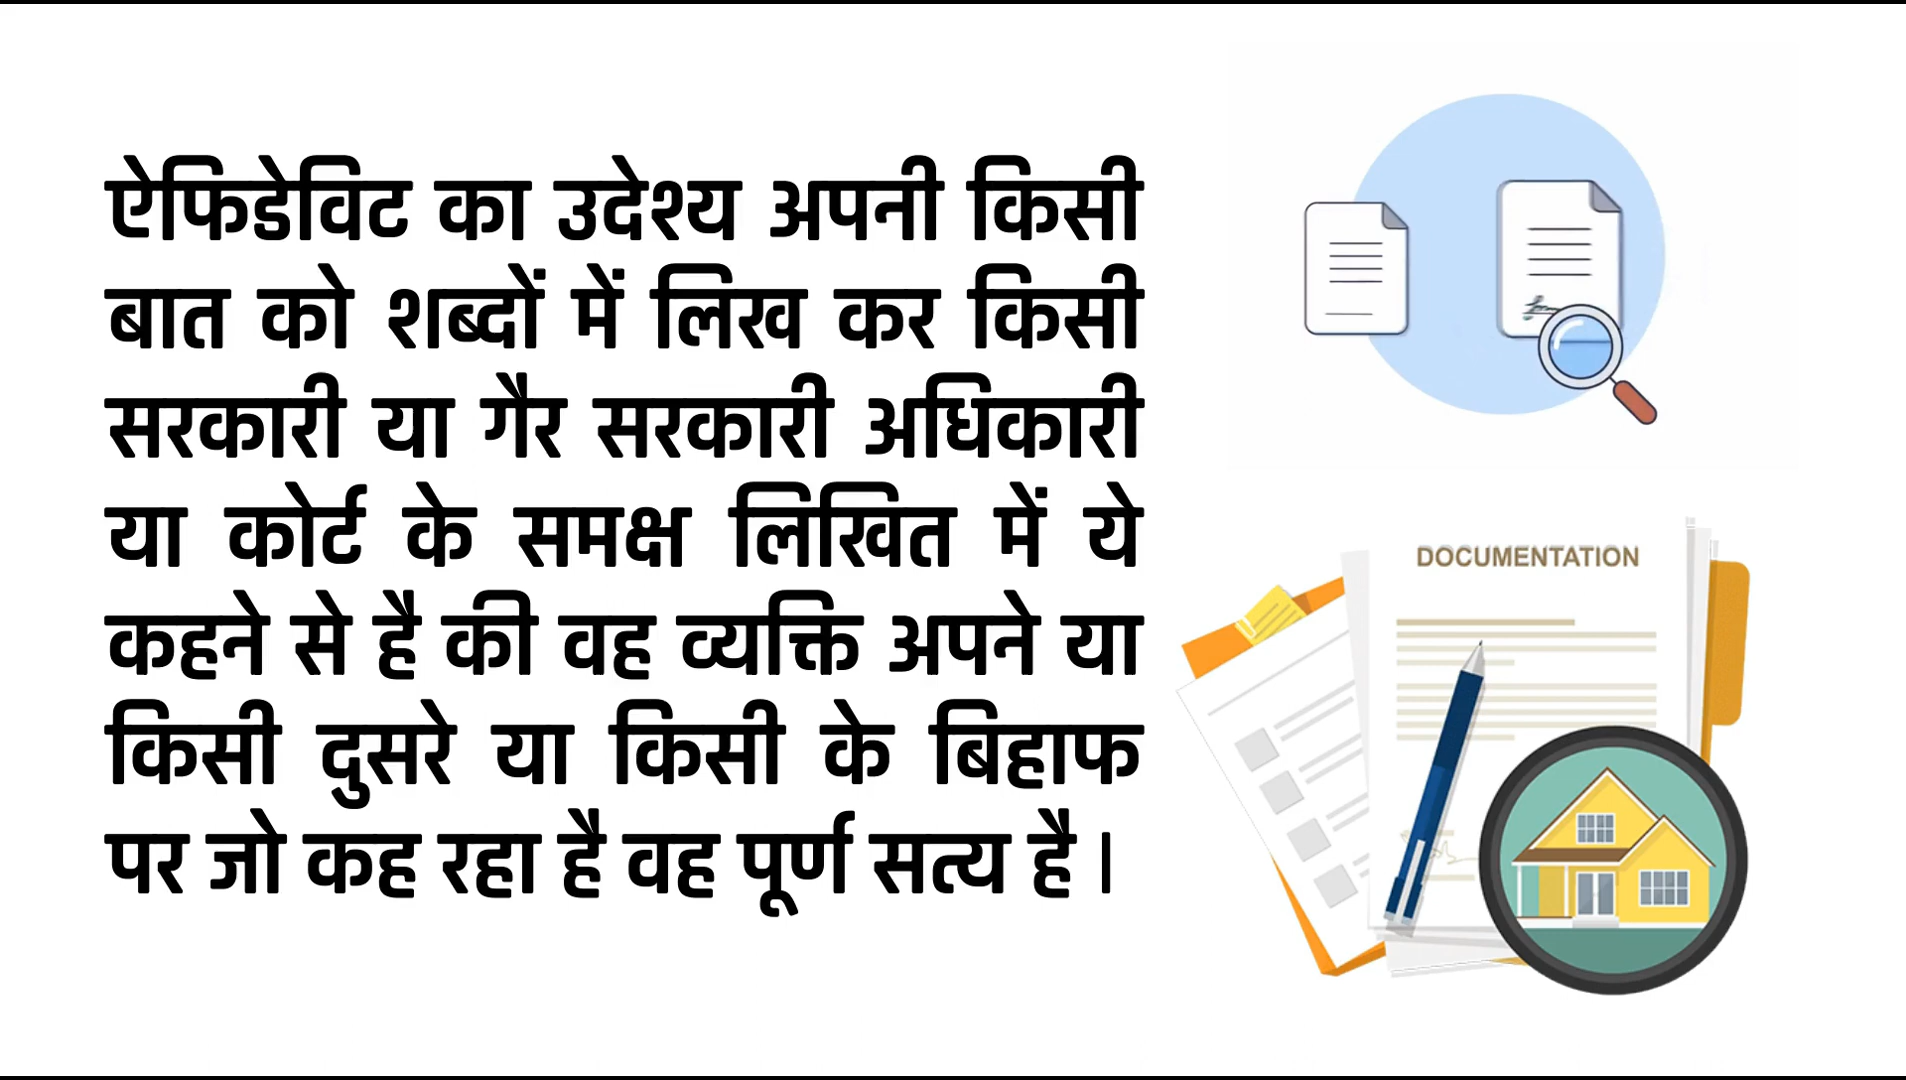 ऐफिडेविट का उदेश्य अपनी किसी
बात को शब्दों में लिख कर किसी
सरकारी या गैर सरकारी अधिकारी
या कोर्ट के समक्ष लिखित में ये
कहने से है की वह व्यक्ति अपने या
किसी दुसरे या किसी के बिहाफ
पर जो कह रहा है वह पूर्ण सत्य है।
DOCUMENTATION